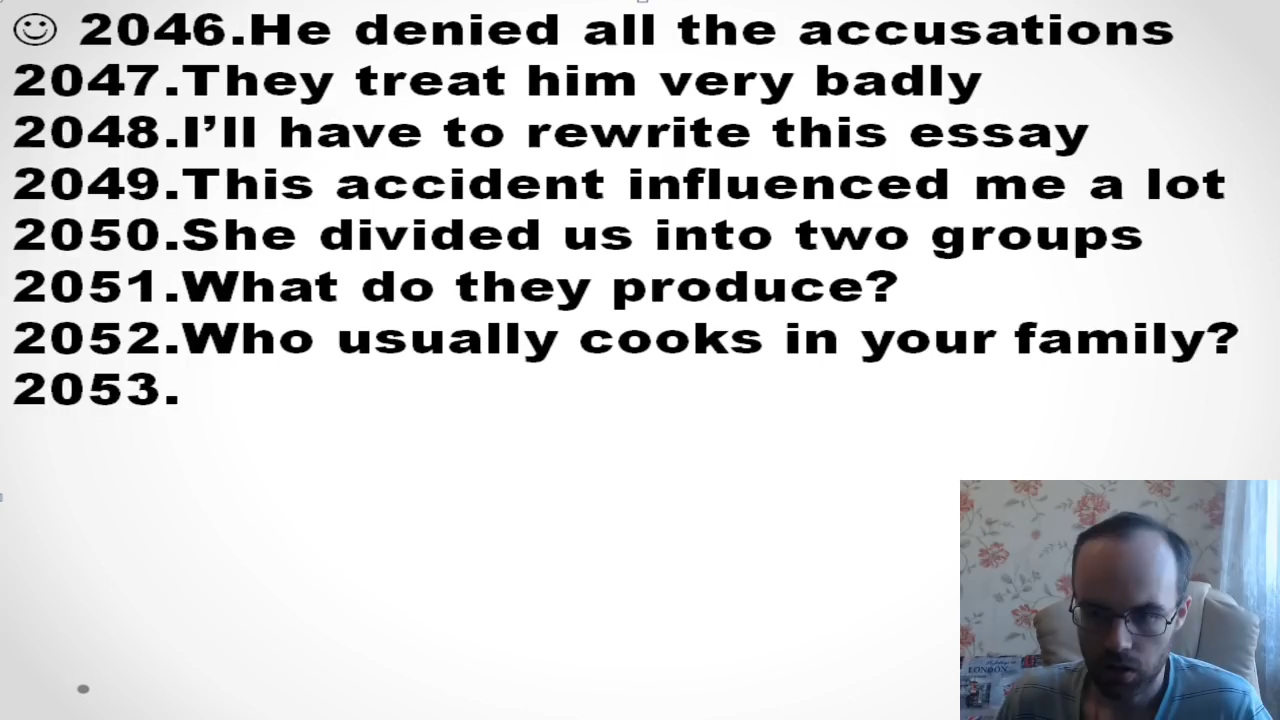 ☺ 2046.He denied all the accusations
2047.They treat him very badly
2048.I’ll have to rewrite this essay
2049.This accident influenced me a lot
2050.She divided us into two groups
2051.What do they produce?
2052.Who usually cooks in your family?
2053.
LONDON